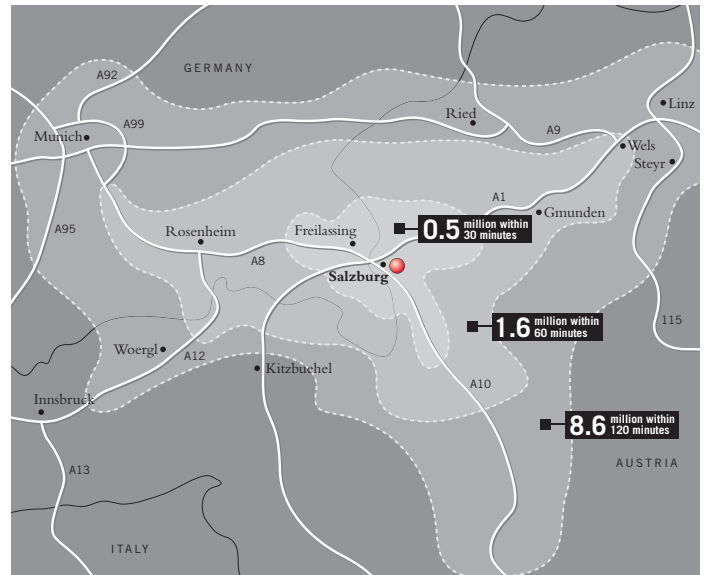 A92
GERMANY
Linz
A99
Ried
Munich
A9
Wels
Steyr
A1
Gmunden
A95
Rosenheim
Freilassing
0.5 million within
30 minutes
A8
Salzburg
1.6 million within
60 minutes
115
Woergl
A12
Kitzbuehel
A10
Innsbruck
8.6 million within
120 minutes
AUSTRIA
A13
ITALY